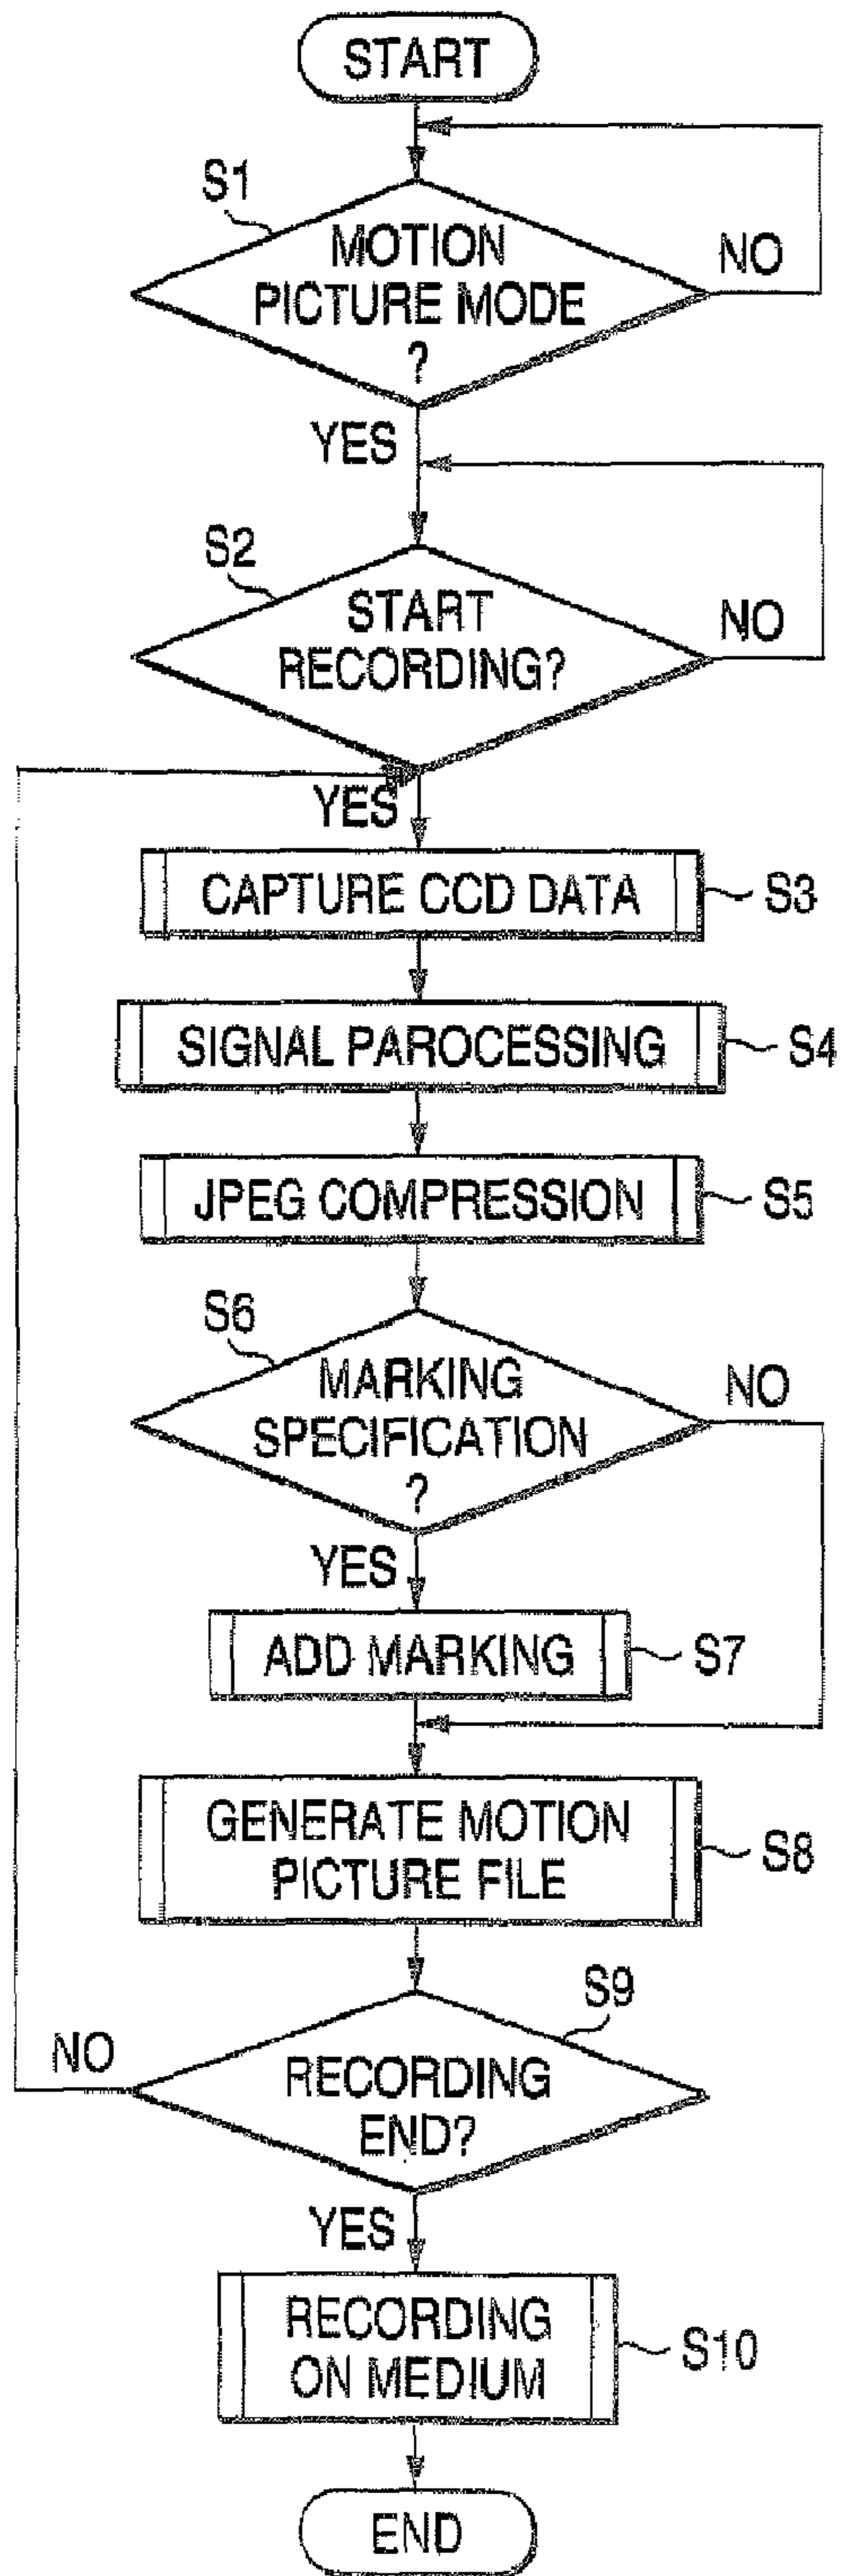 START
S1
MOTION
PICTURE MODE
?
NO
YES
S2
START
RECORDING?
NO
YES
CAPTURE CCD DATA
S3
SIGNAL PAROCESSING
S4
JPEG COMPRESSION
S5
S6
MARKING
SPECIFICATION
?
NO
YES
ADD MARKING
S7
GENERATE MOTION
PICTURE FILE
S8
S9
NO
RECORDING
END?
YES
RECORDING
ON MEDIUM
S10
END